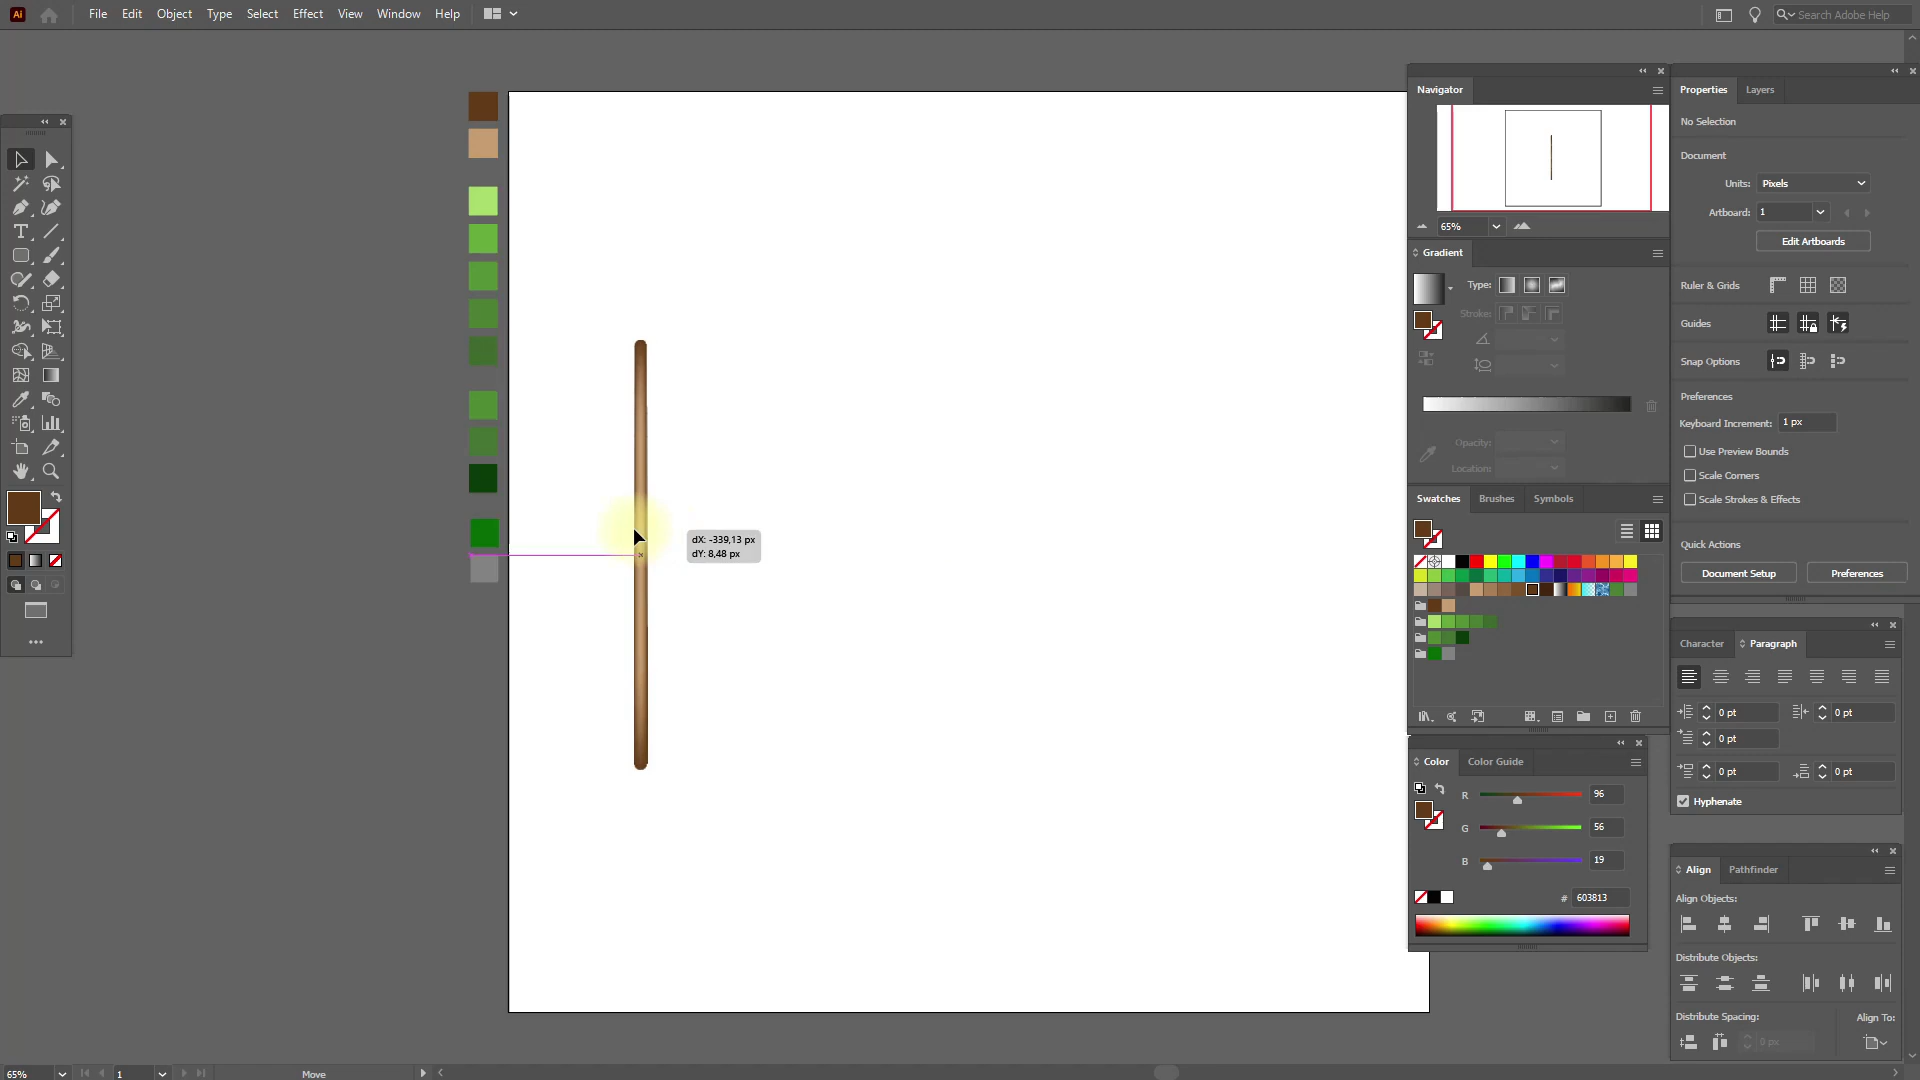 Ai File Edit Object Type Select Effect View Window Help Search Adobe Help
Navigator
65%
Gradient
Type:
Stroke:
Opacity:
Location:
Swatches Brushes Symbols
Color Color Guide
R 96
G 56
B 19
# 603813
Properties Layers
No Selection
Document
Units: Pixels
Artboard: 1
Edit Artboards
Ruler & Grids
Guides
Snap Options
Preferences
Keyboard Increment: 1 px
Use Preview Bounds
Scale Corners
Scale Strokes & Effects
Quick Actions
Document Setup Preferences
Character Paragraph
0 pt 0 pt
0 pt
0 pt 0 pt
Hyphenate
Align Pathfinder
Align Objects:
Distribute Objects:
Distribute Spacing: Align To:
0 px
dX: -339,13 px
dY: 8,48 px
65% 1 Move